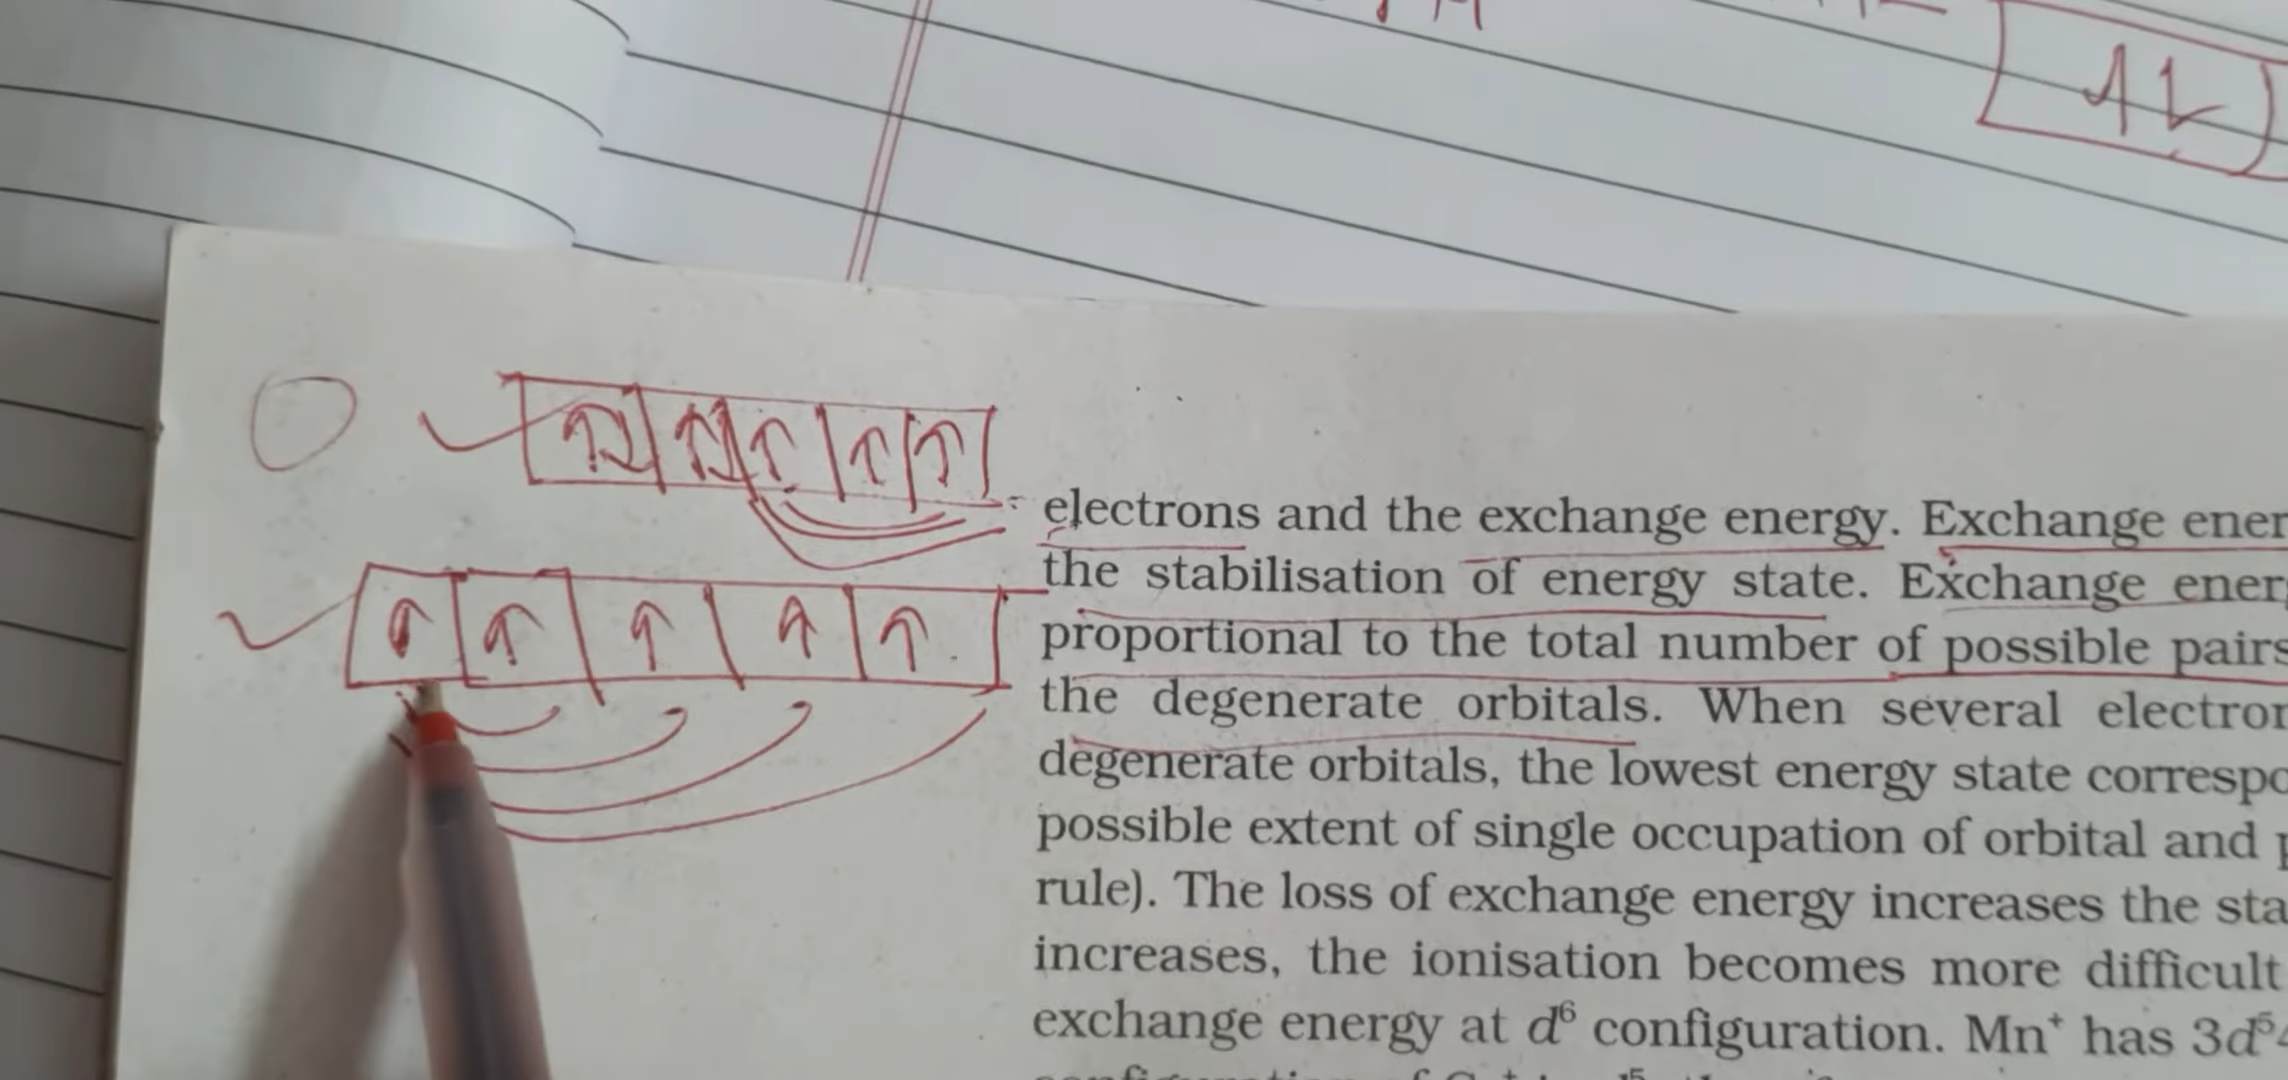 ↑↓ ↑↓ ↑ ↑ ↑
↑ ↑ ↑ ↑ ↑
electrons and the exchange energy. Exchange ener
the stabilisation of energy state. Exchange ener
proportional to the total number of possible pairs
the degenerate orbitals. When several electron
degenerate orbitals, the lowest energy state correspo
possible extent of single occupation of orbital and p
rule). The loss of exchange energy increases the sta
increases, the ionisation becomes more difficult
exchange energy at d⁶ configuration. Mn⁺ has 3d⁵